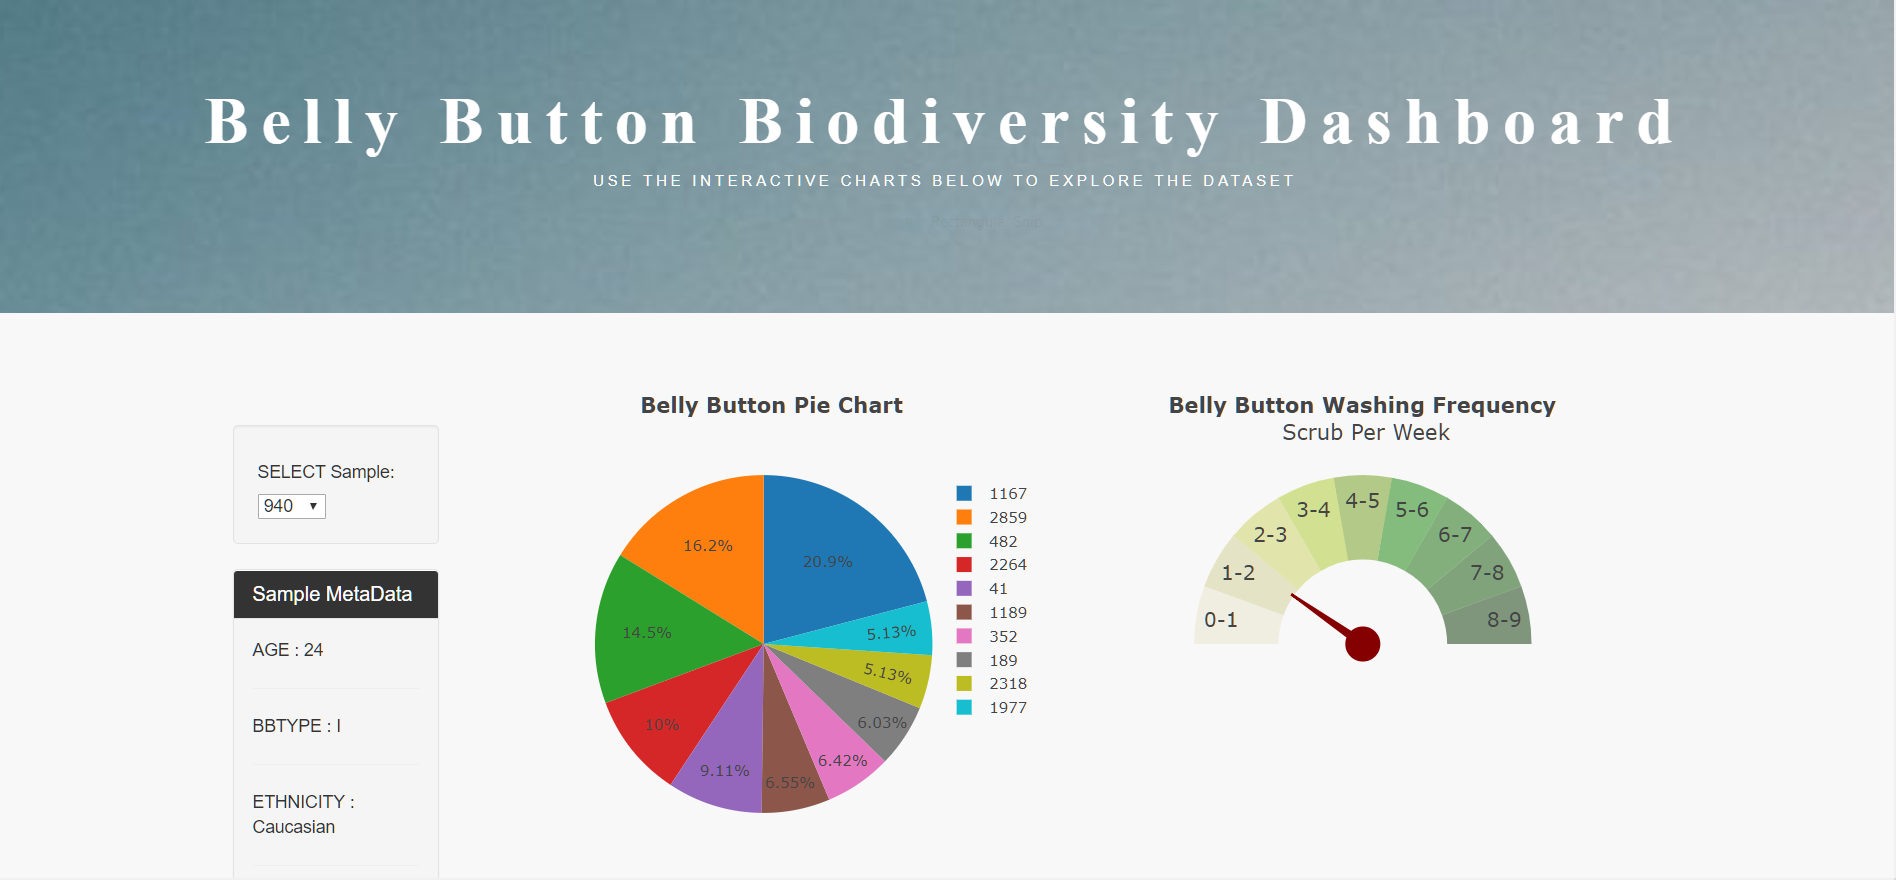 Belly Button Biodiversity Dashboard
USE THE INTERACTIVE CHARTS BELOW TO EXPLORE THE DATASET
SELECT Sample:
940
Sample MetaData
AGE : 24
BBTYPE : I
ETHNICITY :
Caucasian
Belly Button Pie Chart
20.9%
5.13%
5.13%
6.03%
6.42%
6.55%
9.11%
10%
14.5%
16.2%
1167
2859
482
2264
41
1189
352
189
2318
1977
Belly Button Washing Frequency
Scrub Per Week
0-1
1-2
2-3
3-4
4-5
5-6
6-7
7-8
8-9